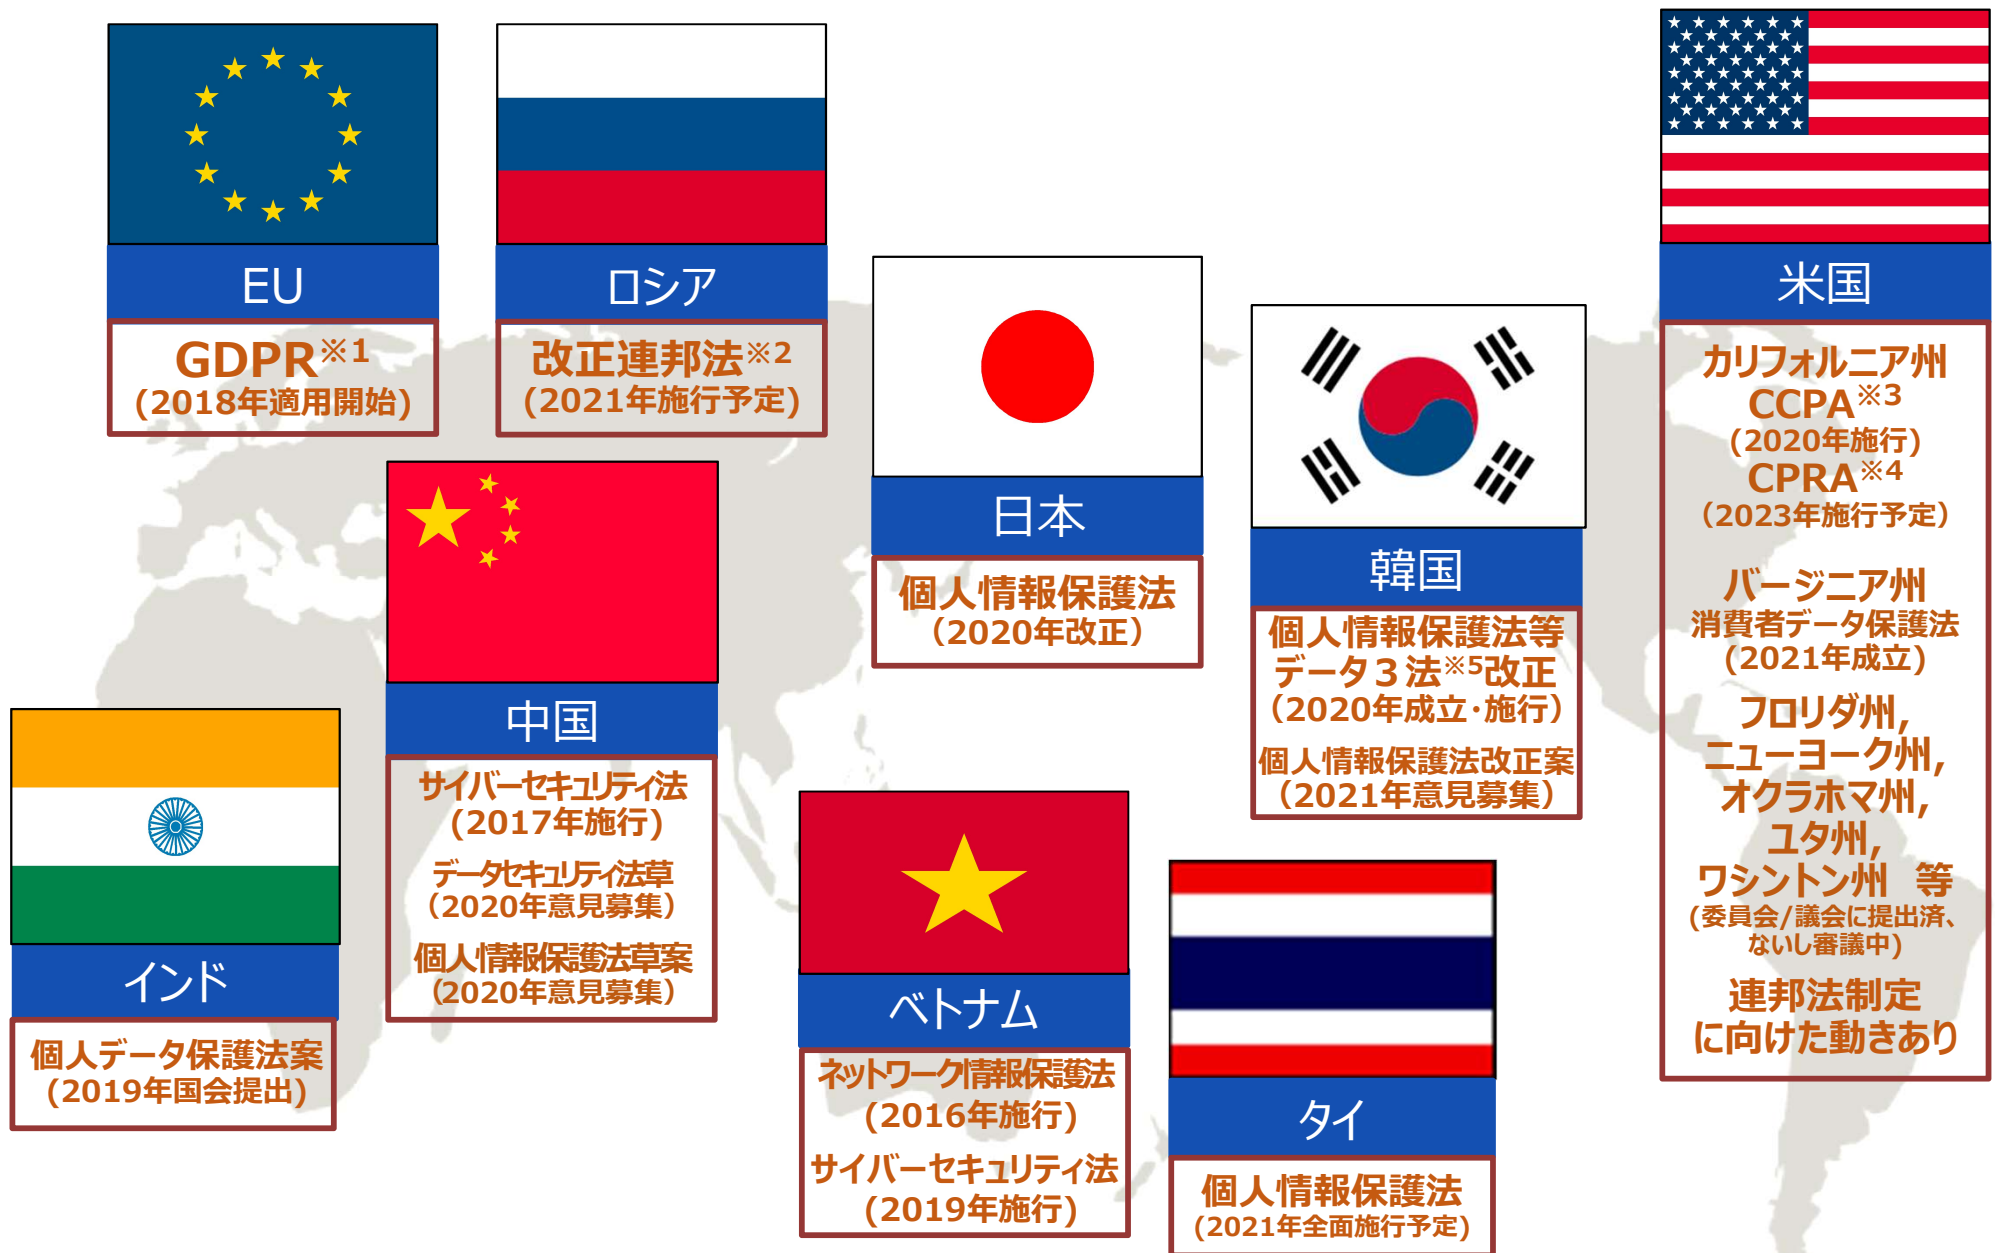 EU
GDPR※1
(2018年適用開始)
ロシア
改正連邦法※2
(2021年施行予定)
日本
個人情報保護法
（2020年改正）
韓国
個人情報保護法等
データ３法※5改正
（2020年成立・施行）
個人情報保護法改正案
（2021年意見募集）
米国
カリフォルニア州
CCPA※3
(2020年施行)
CPRA※4
（2023年施行予定）
バージニア州
消費者データ保護法
(2021年成立)
フロリダ州,
ニューヨーク州,
オクラホマ州,
ユタ州,
ワシントン州　等
(委員会/議会に提出済、
ないし審議中)
連邦法制定
に向けた動きあり
中国
サイバーセキュリティ法
(2017年施行)
データセキュリティ法草
（2020年意見募集）
個人情報保護法草案
（2020年意見募集）
インド
個人データ保護法案
(2019年国会提出)
ベトナム
ネットワーク情報保護法
(2016年施行)
サイバーセキュリティ法
(2019年施行)
タイ
個人情報保護法
(2021年全面施行予定)